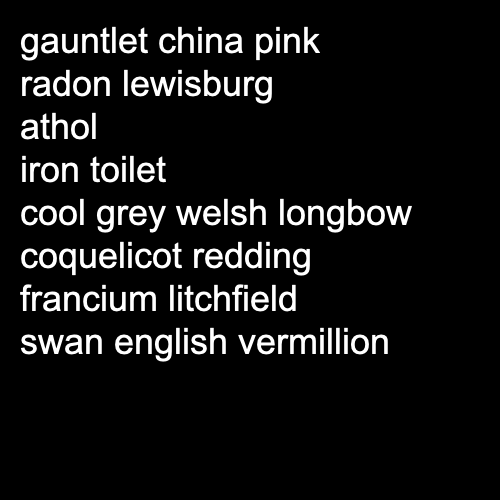 gauntlet china pink
radon lewisburg
athol
iron toilet
cool grey welsh longbow
coquelicot redding
francium litchfield
swan english vermillion